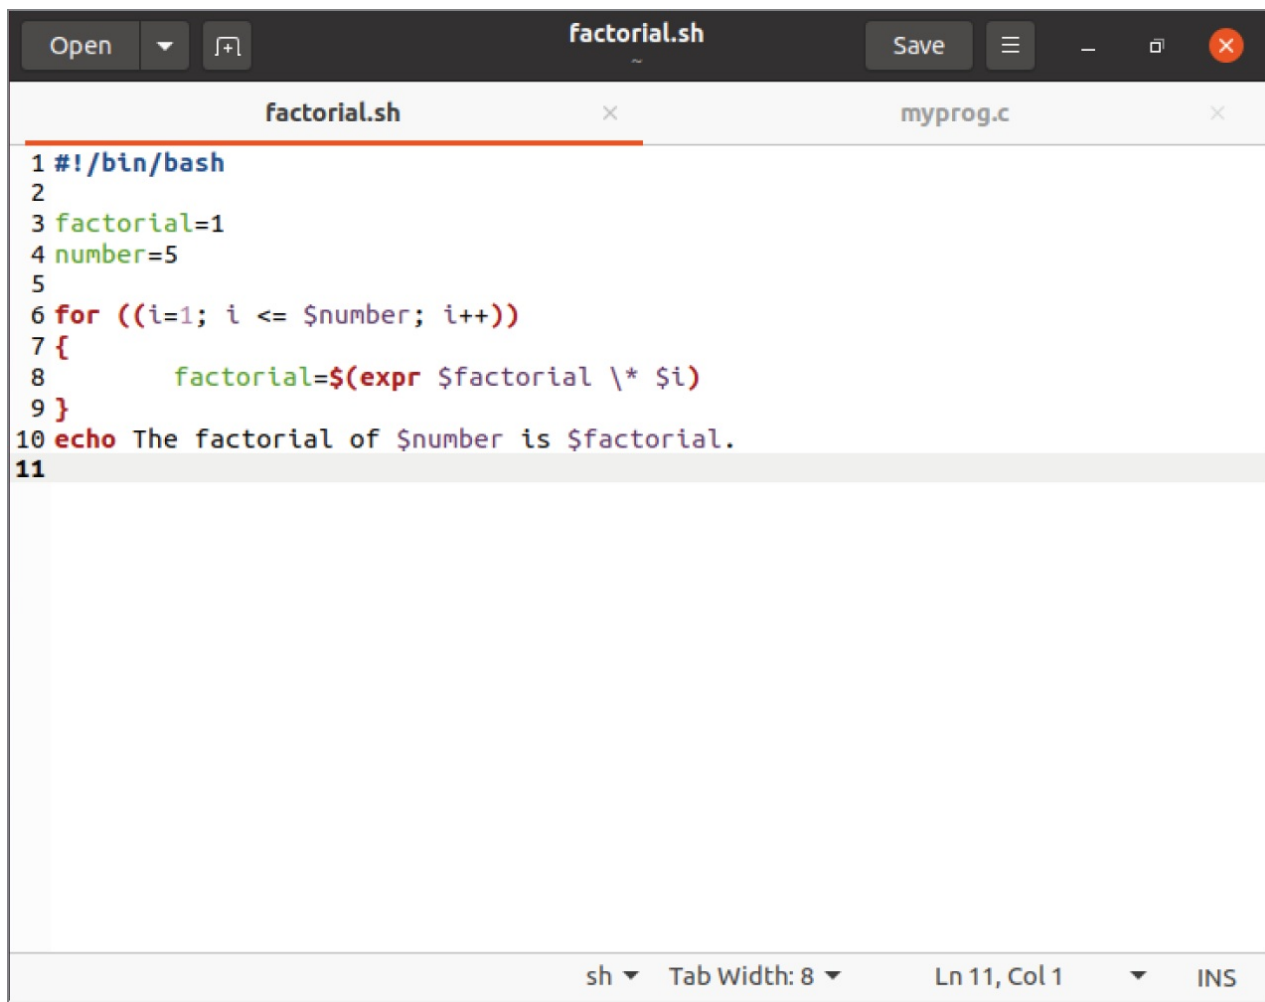 Open factorial.sh Save
~
factorial.sh myprog.c
1 #!/bin/bash
2
3 factorial=1
4 number=5
5
6 for ((i=1; i <= $number; i++))
7 {
8         factorial=$(expr $factorial \* $i)
9 }
10 echo The factorial of $number is $factorial.
11
sh Tab Width: 8 Ln 11, Col 1 INS